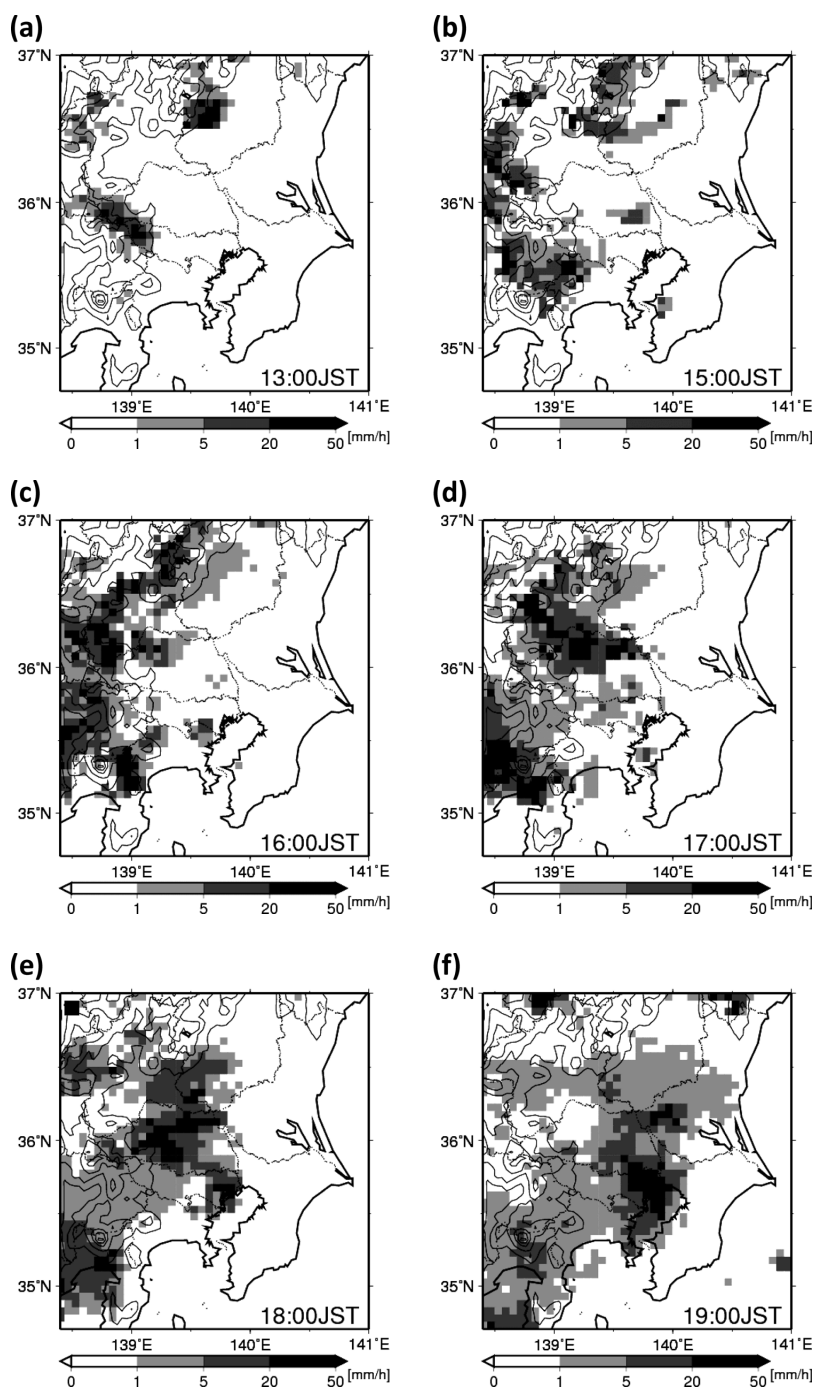 (a)
(b)
37°N
36°N
35°N
13:00JST
139°E
140°E
141°E
0
1
5
20
50
[mm/h]
37°N
36°N
35°N
15:00JST
139°E
140°E
141°E
0
1
5
20
50
[mm/h]
(c)
(d)
37°N
36°N
35°N
16:00JST
139°E
140°E
141°E
0
1
5
20
50
[mm/h]
37°N
36°N
35°N
17:00JST
139°E
140°E
141°E
0
1
5
20
50
[mm/h]
(e)
(f)
37°N
36°N
35°N
18:00JST
139°E
140°E
141°E
0
1
5
20
50
[mm/h]
37°N
36°N
35°N
19:00JST
139°E
140°E
141°E
0
1
5
20
50
[mm/h]